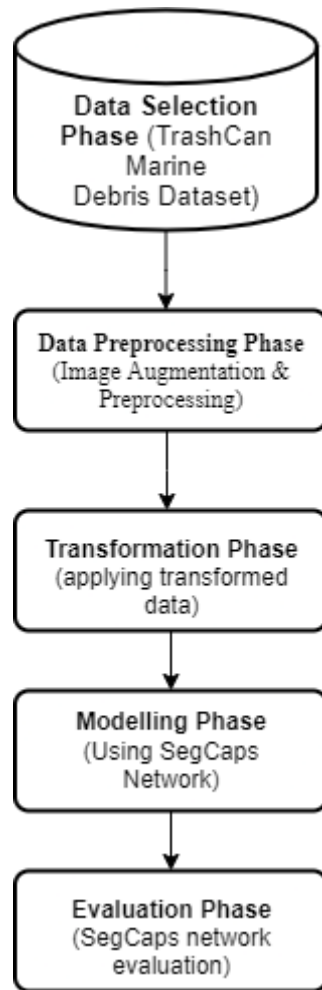 Data Selection
Phase (TrashCan
Marine
Debris Dataset)
Data Preprocessing Phase
(Image Augmentation &
Preprocessing)
Transformation Phase
(applying transformed
data)
Modelling Phase
(Using SegCaps
Network)
Evaluation Phase
(SegCaps network
evaluation)